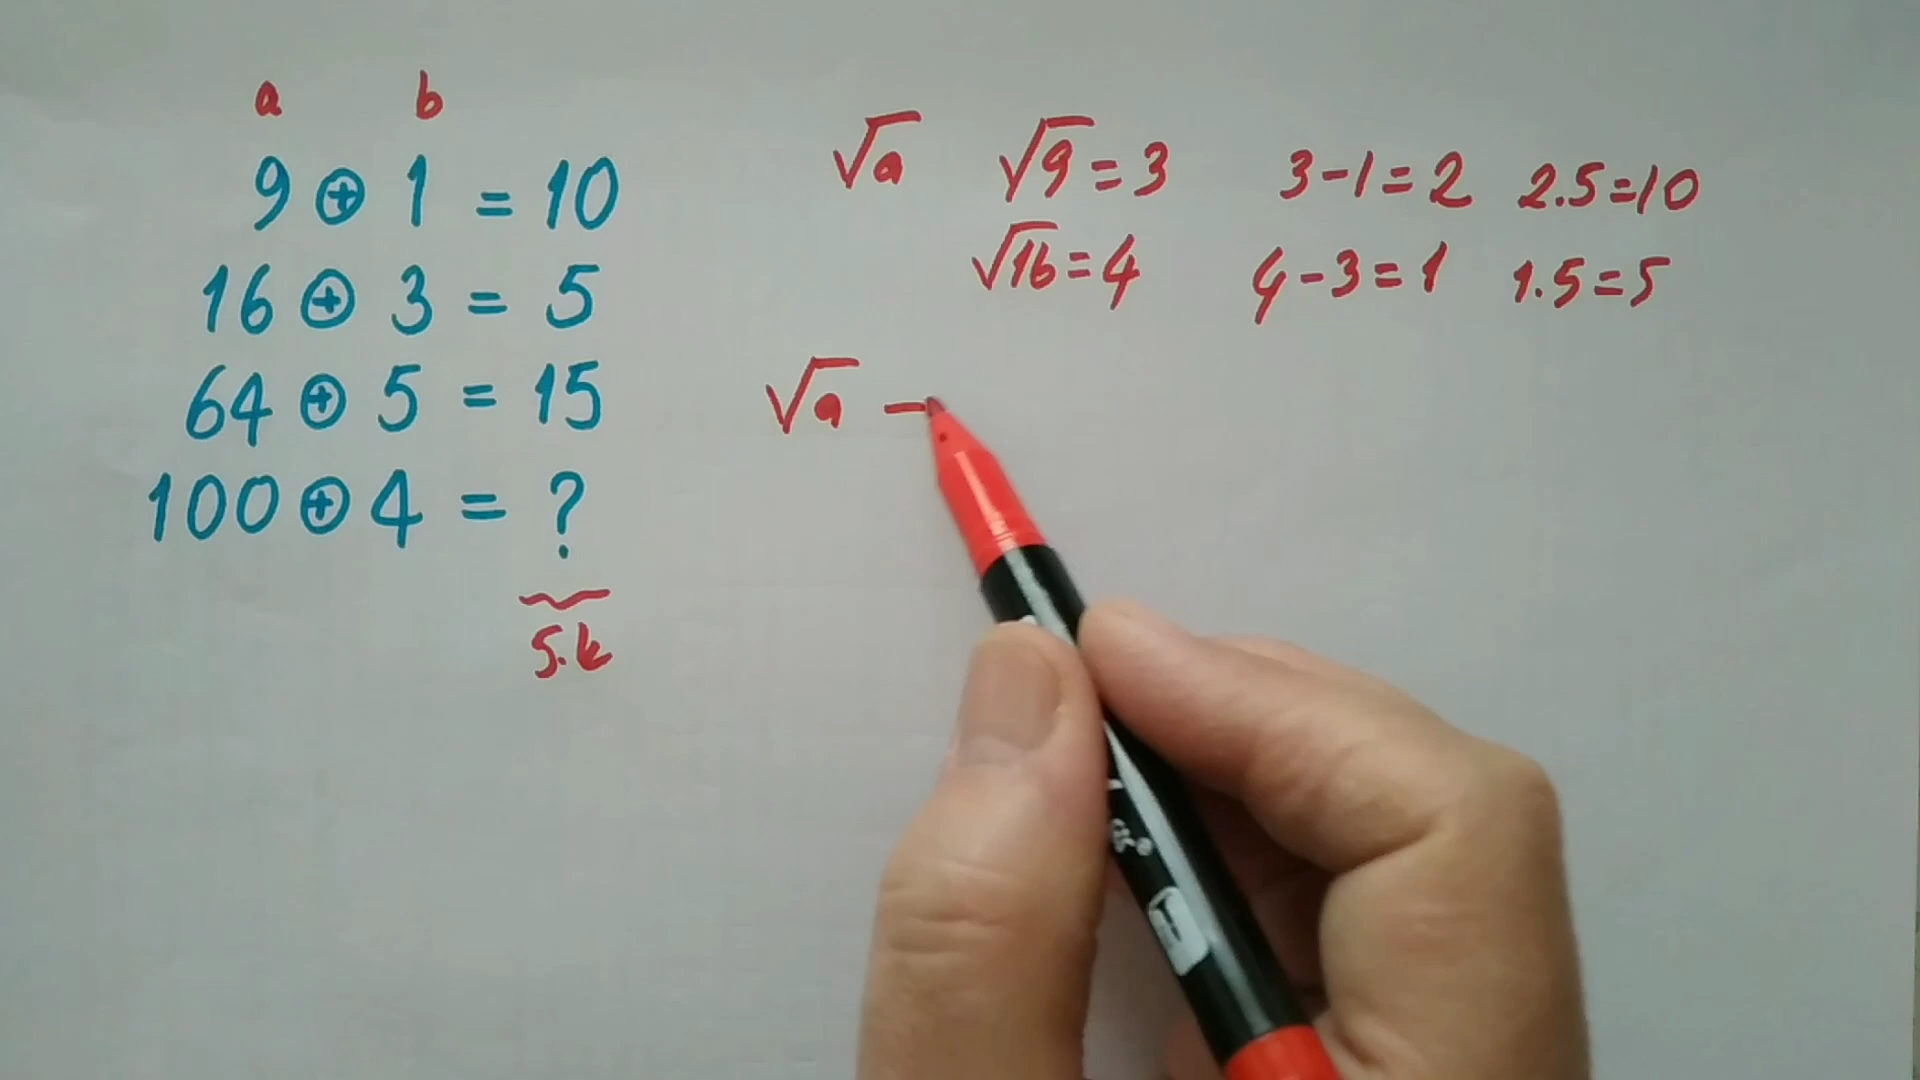 a b
9 ⊕ 1 = 10
16 ⊕ 3 = 5
64 ⊕ 5 = 15
100 ⊕ 4 = ?
5.k
√a √9=3 3-1=2 2.5=10
√16=4 4-3=1 1.5=5
√a -